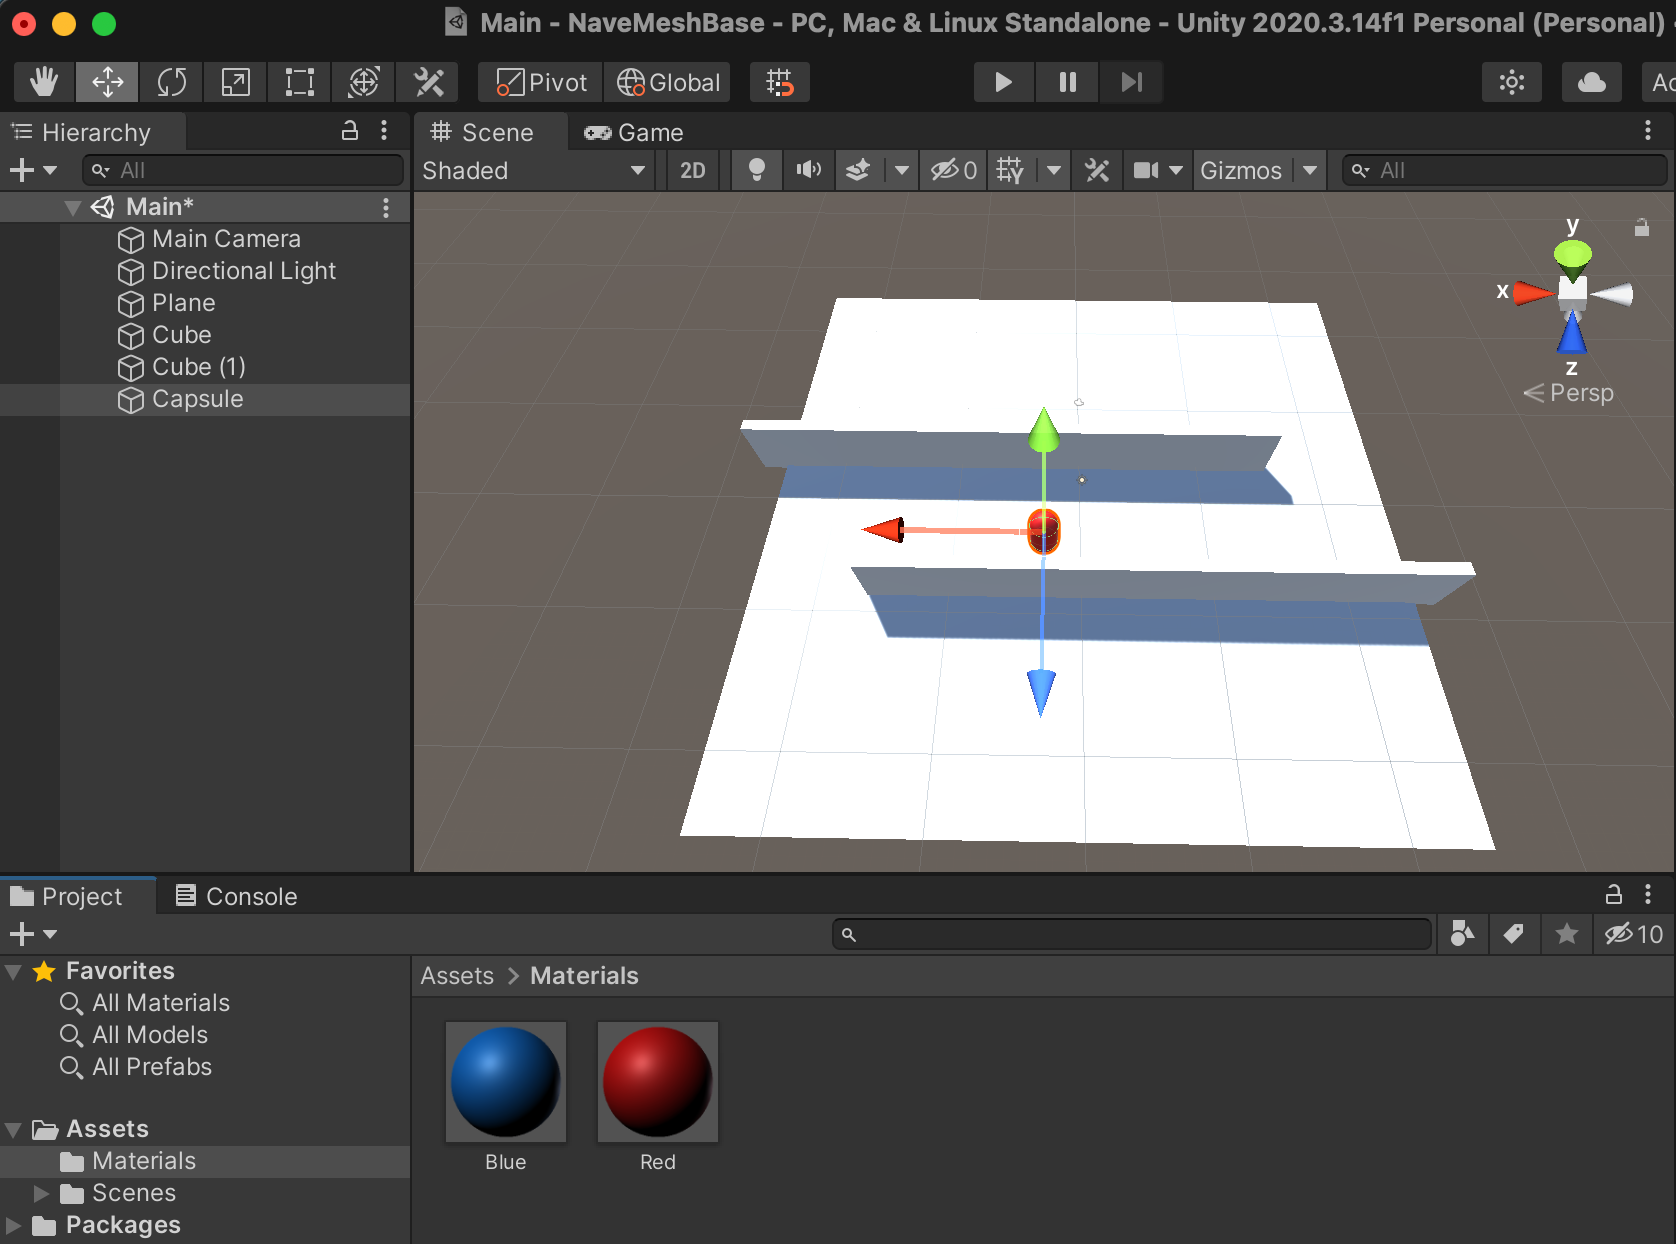 Main - NaveMeshBase - PC, Mac & Linux Standalone - Unity 2020.3.14f1 Personal (Personal)
Pivot Global Ac
Hierarchy
All
Main*
Main Camera
Directional Light
Plane
Cube
Cube (1)
Capsule
Scene Game
Shaded 2D 0 Gizmos All
y
x
z
Persp
Project Console
10
Favorites
All Materials
All Models
All Prefabs
Assets
Materials
Scenes
Packages
Assets > Materials
Blue Red